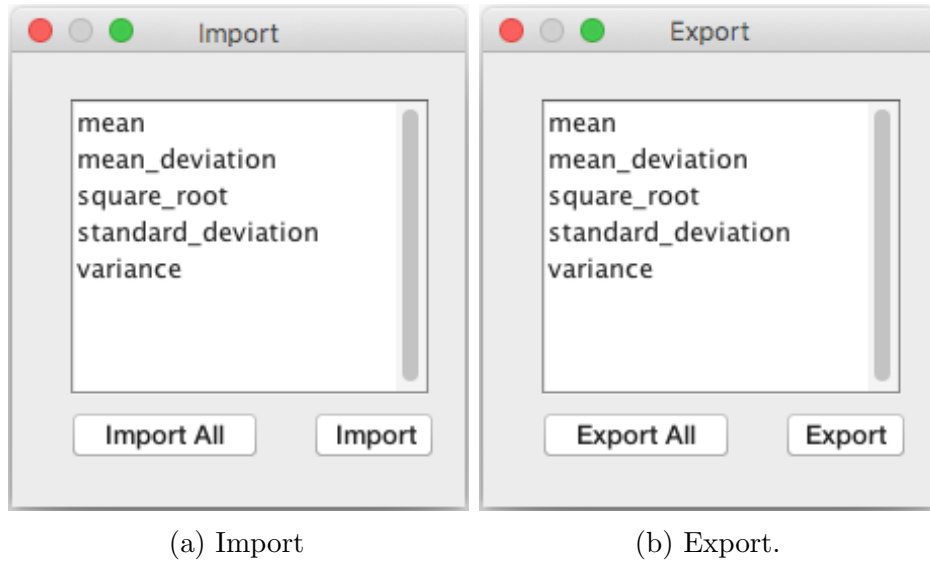 Import
mean
mean_deviation
square_root
standard_deviation
variance
Import All
Import
(a) Import
Export
mean
mean_deviation
square_root
standard_deviation
variance
Export All
Export
(b) Export.